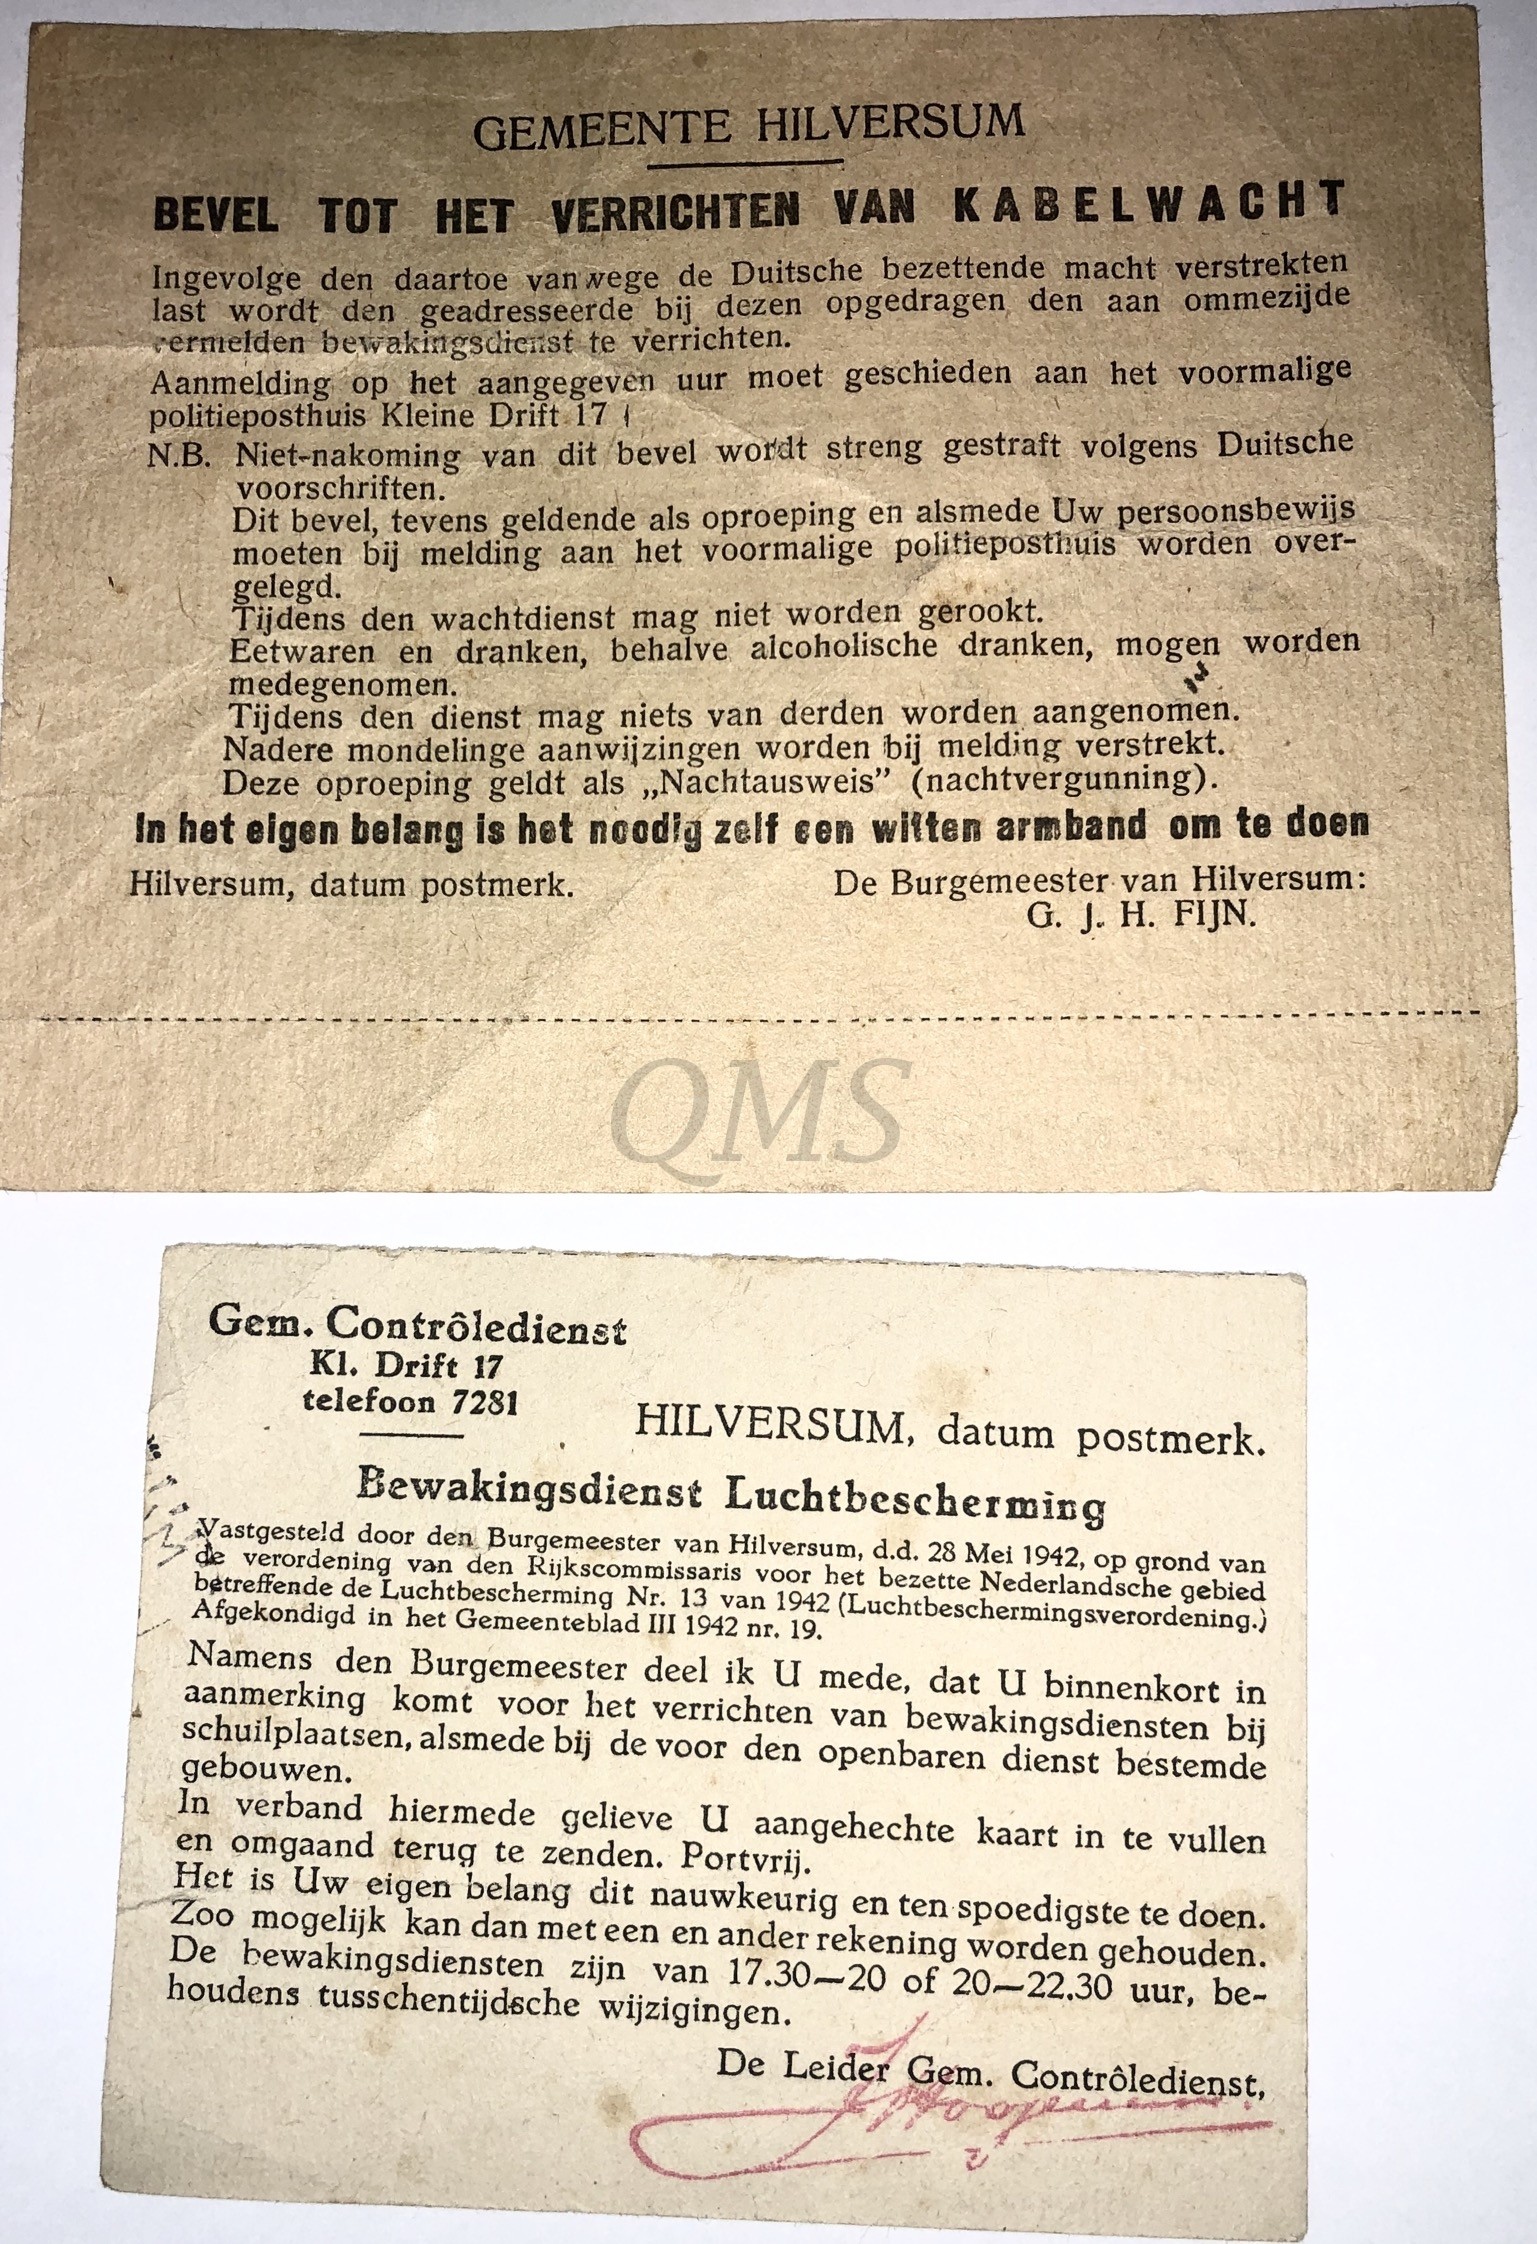 GEMEENTE HILVERSUM
BEVEL TOT HET VERRICHTEN VAN KABELWACHT
Ingevolge den daartoe vanwege de Duitsche bezettende macht verstrekten
last wordt den geadresseerde bij dezen opgedragen den aan ommezijde
vermelden bewakingsdienst te verrichten.
Aanmelding op het aangegeven uur moet geschieden aan het voormalige
politieposthuis Kleine Drift 17
N.B. Niet-nakoming van dit bevel wordt streng gestraft volgens Duitsche
voorschriften.
Dit bevel, tevens geldende als oproeping en alsmede Uw persoonsbewijs
moeten bij melding aan het voormalige politieposthuis worden over-
gelegd.
Tijdens den wachtdienst mag niet worden gerookt.
Eetwaren en dranken, behalve alcoholische dranken, mogen worden
medegenomen.
Tijdens den dienst mag niets van derden worden aangenomen.
Nadere mondelinge aanwijzingen worden bij melding verstrekt.
Deze oproeping geldt als „Nachtausweis” (nachtvergunning).
In het eigen belang is het noodig zelf een witten armband om te doen
Hilversum, datum postmerk. De Burgemeester van Hilversum:
G. J. H. FIJN.
QMS
Gem. Contrôledienst
Kl. Drift 17
telefoon 7281
HILVERSUM, datum postmerk.
Bewakingsdienst Luchtbescherming
Vastgesteld door den Burgemeester van Hilversum, d.d. 28 Mei 1942, op grond van
de verordening van den Rijkscommissaris voor het bezette Nederlandsche gebied
betreffende de Luchtbescherming Nr. 13 van 1942 (Luchtbeschermingsverordening.)
Afgekondigd in het Gemeenteblad III 1942 nr. 19.
Namens den Burgemeester deel ik U mede, dat U binnenkort in
aanmerking komt voor het verrichten van bewakingsdiensten bij
schuilplaatsen, alsmede bij de voor den openbaren dienst bestemde
gebouwen.
In verband hiermede gelieve U aangehechte kaart in te vullen
en omgaand terug te zenden. Portvrij.
Het is Uw eigen belang dit nauwkeurig en ten spoedigste te doen.
Zoo mogelijk kan dan met een en ander rekening worden gehouden.
De bewakingsdiensten zijn van 17.30—20 of 20—22.30 uur, be-
houdens tusschentijdsche wijzigingen.
De Leider Gem. Contrôledienst,